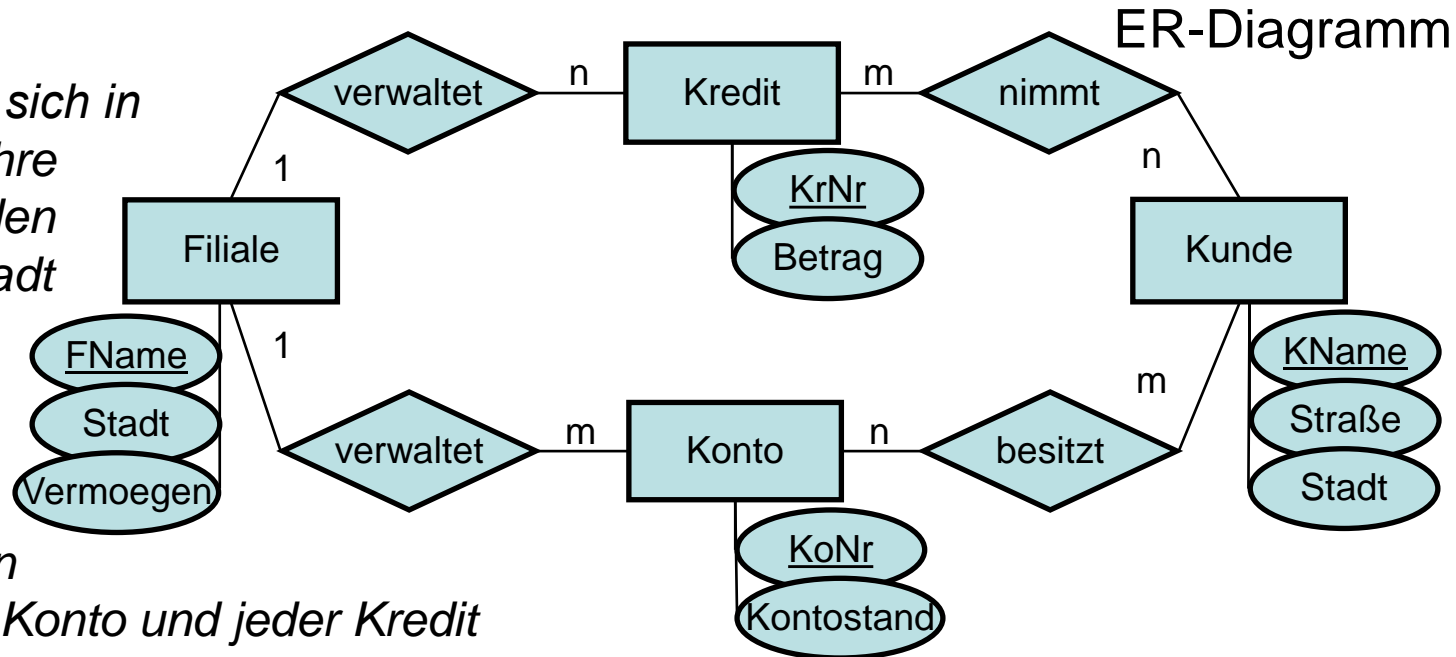 ER-Diagramm
sich in
hre
den
adt
verwaltet
n
Kredit
m
nimmt
1
n
KrNr
Betrag
Filiale
Kunde
FName
Stadt
Vermoegen
1
KName
Straße
Stadt
m
verwaltet
m
Konto
n
besitzt
KoNr
Kontostand
n
Konto und jeder Kredit